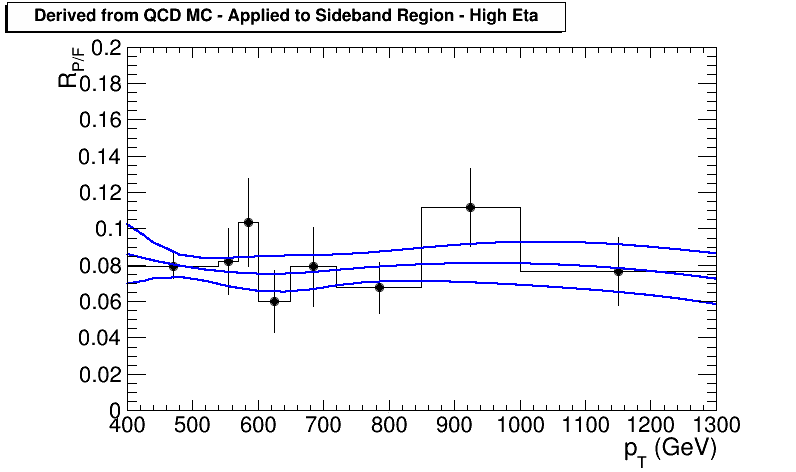 Derived from QCD MC - Applied to Sideband Region - High Eta
R_P/F
0.2
0.18
0.16
0.14
0.12
0.1
0.08
0.06
0.04
0.02
0
400 500 600 700 800 900 1000 1100 1200 1300
p_T (GeV)